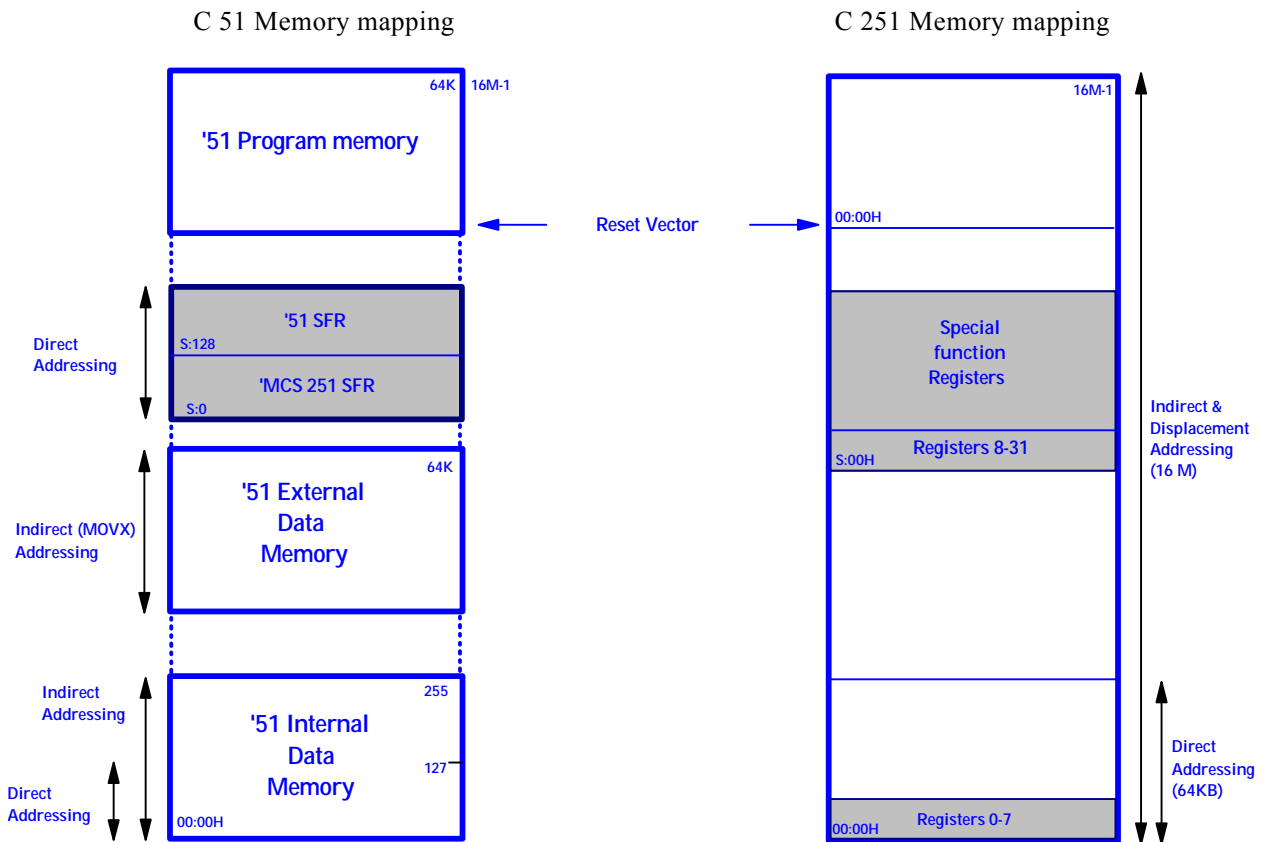 C 51 Memory mapping
C 251 Memory mapping
64K
16M-1
'51 Program memory
Reset Vector
Direct
Addressing
'51 SFR
S:128
'MCS 251 SFR
S:0
Indirect (MOVX)
Addressing
64K
'51 External
Data
Memory
Indirect
Addressing
Direct
Addressing
255
'51 Internal
Data
Memory
127
00:00H
16M-1
00:00H
Special
function
Registers
Registers 8-31
S:00H
Indirect &
Displacement
Addressing
(16 M)
Direct
Addressing
(64KB)
Registers 0-7
00:00H